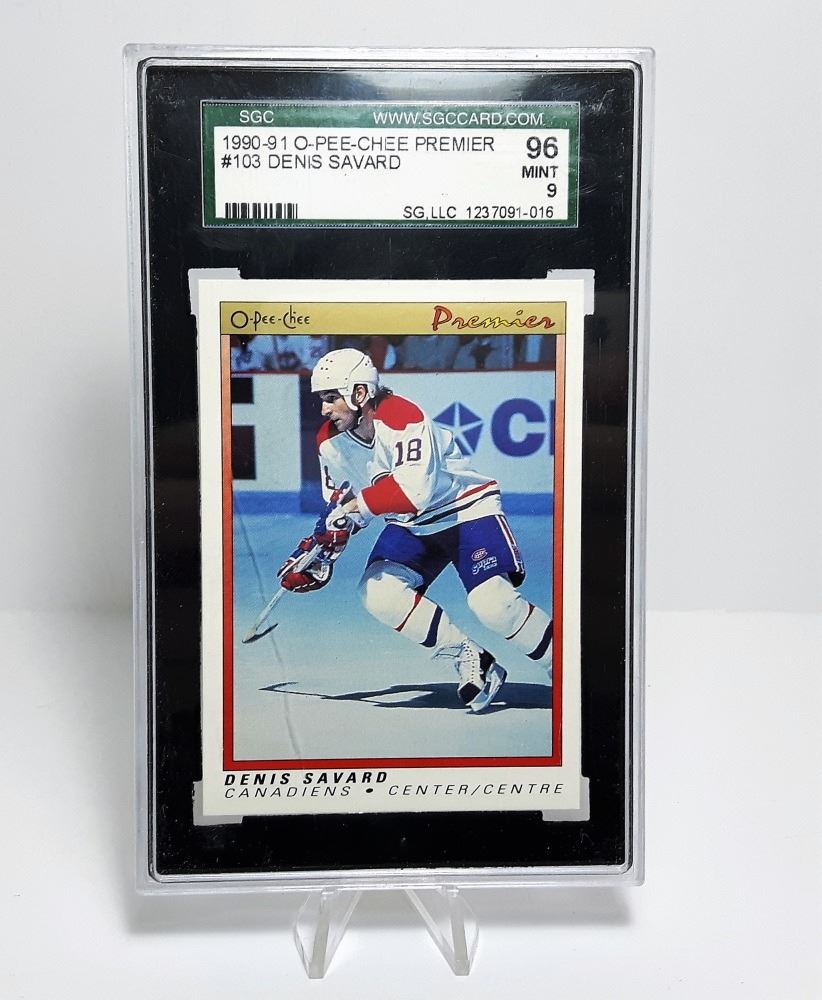 SGC WWW.SGCCARD.COM
1990-91 O-PEE-CHEE PREMIER 96
#103 DENIS SAVARD MINT
9
SG, LLC 1237091-016
O-Pee-Chee Premier
18
CH
DENIS SAVARD
CANADIENS • CENTER/CENTRE